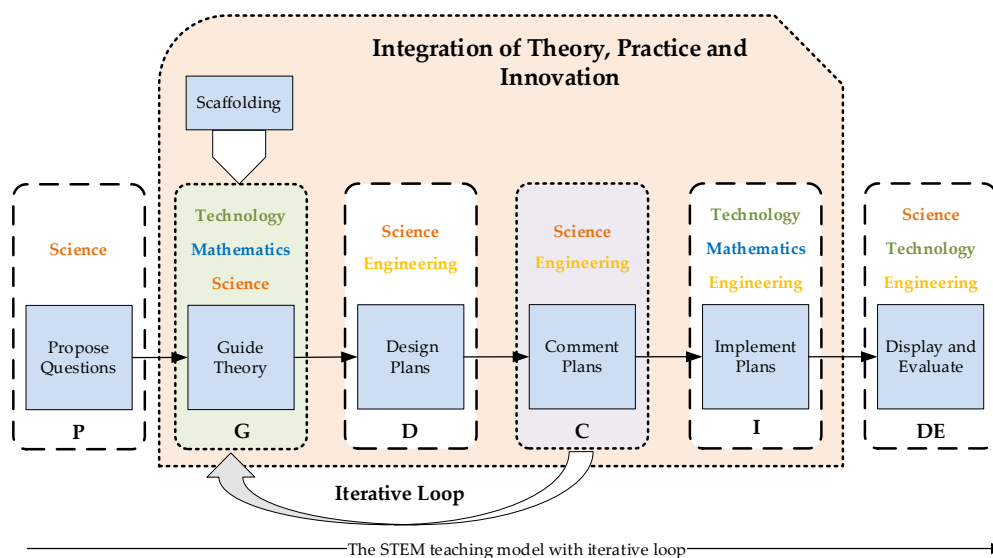 Integration of Theory, Practice and
Innovation
Scaffolding
Science
Propose
Questions
P
Technology
Mathematics
Science
Guide
Theory
G
Science
Engineering
Design
Plans
D
Science
Engineering
Comment
Plans
C
Technology
Mathematics
Engineering
Implement
Plans
I
Science
Technology
Engineering
Display and
Evaluate
DE
Iterative Loop
The STEM teaching model with iterative loop